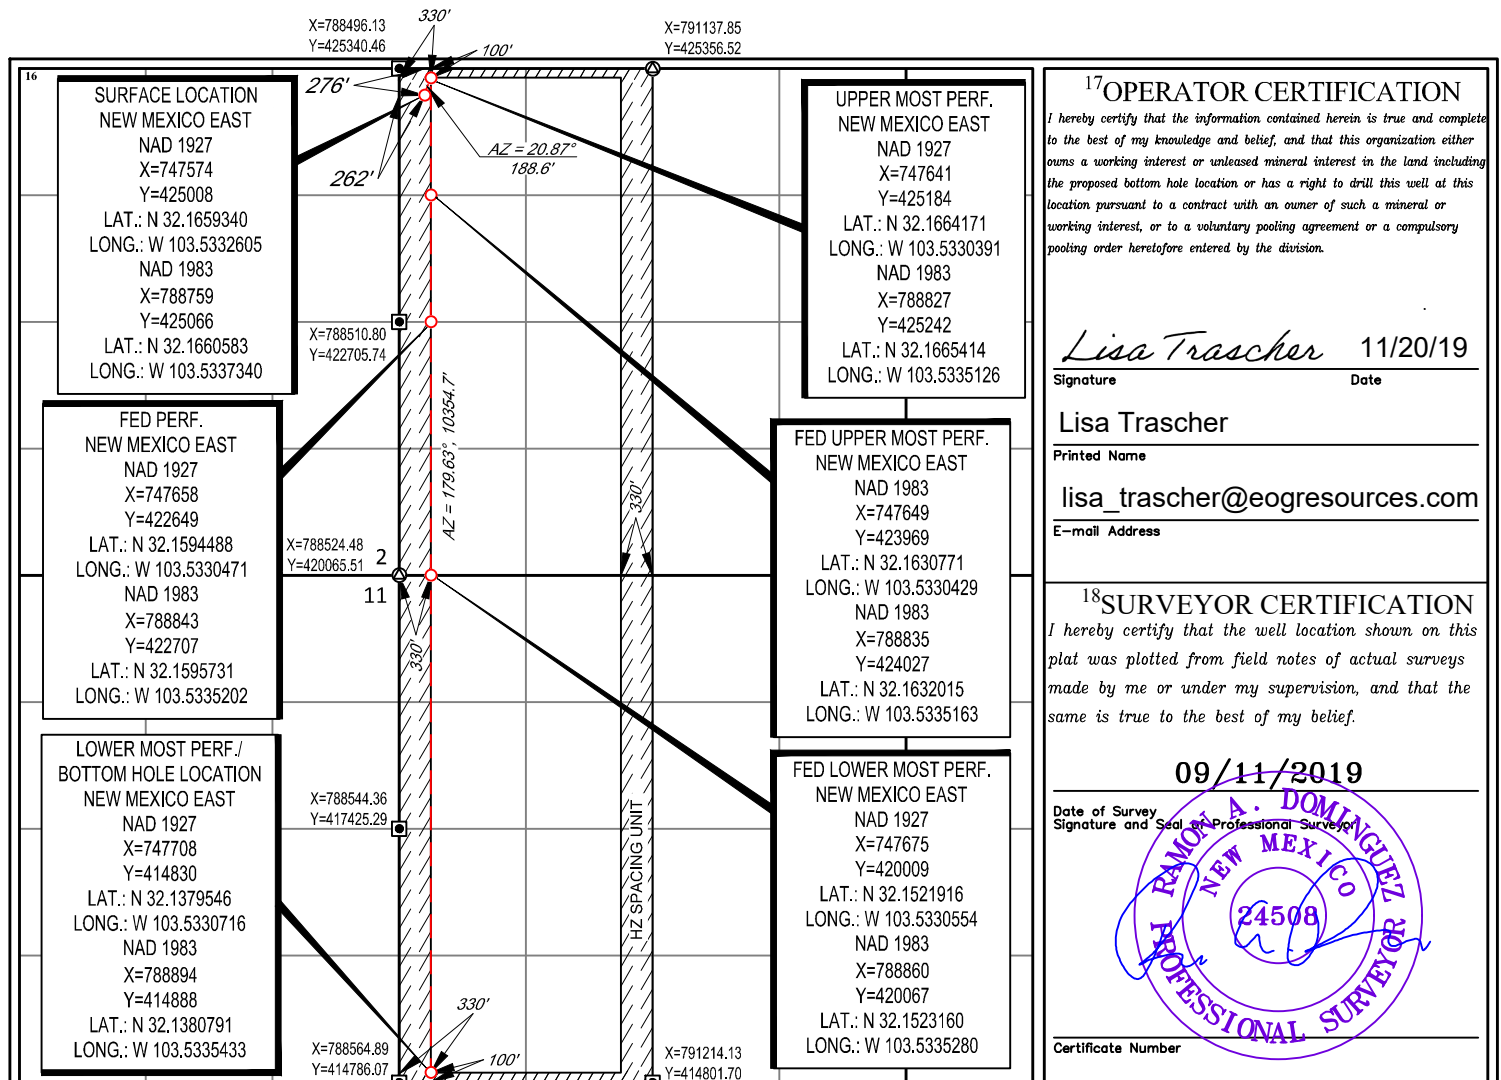 X=788496.13
Y=425340.46
330'
100'
X=791137.85
Y=425356.52
16
276'
262'
AZ = 20.87°
188.6'
SURFACE LOCATION
NEW MEXICO EAST
NAD 1927
X=747574
Y=425008
LAT.: N 32.1659340
LONG.: W 103.5332605
NAD 1983
X=788759
Y=425066
LAT.: N 32.1660583
LONG.: W 103.5337340
UPPER MOST PERF.
NEW MEXICO EAST
NAD 1927
X=747641
Y=425184
LAT.: N 32.1664171
LONG.: W 103.5330391
NAD 1983
X=788827
Y=425242
LAT.: N 32.1665414
LONG.: W 103.5335126
X=788510.80
Y=422705.74
AZ = 179.63°, 10354.7'
FED PERF.
NEW MEXICO EAST
NAD 1927
X=747658
Y=422649
LAT.: N 32.1594488
LONG.: W 103.5330471
NAD 1983
X=788843
Y=422707
LAT.: N 32.1595731
LONG.: W 103.5335202
FED UPPER MOST PERF.
NEW MEXICO EAST
NAD 1983
X=747649
Y=423969
LAT.: N 32.1630771
LONG.: W 103.5330429
NAD 1983
X=788835
Y=424027
LAT.: N 32.1632015
LONG.: W 103.5335163
330'
X=788524.48
Y=420065.51
2
11
330'
LOWER MOST PERF./
BOTTOM HOLE LOCATION
NEW MEXICO EAST
NAD 1927
X=747708
Y=414830
LAT.: N 32.1379546
LONG.: W 103.5330716
NAD 1983
X=788894
Y=414888
LAT.: N 32.1380791
LONG.: W 103.5335433
X=788544.36
Y=417425.29
HZ SPACING UNIT
FED LOWER MOST PERF.
NEW MEXICO EAST
NAD 1927
X=747675
Y=420009
LAT.: N 32.1521916
LONG.: W 103.5330554
NAD 1983
X=788860
Y=420067
LAT.: N 32.1523160
LONG.: W 103.5335280
330'
100'
X=788564.89
Y=414786.07
X=791214.13
Y=414801.70
17OPERATOR CERTIFICATION
I hereby certify that the information contained herein is true and complete
to the best of my knowledge and belief, and that this organization either
owns a working interest or unleased mineral interest in the land including
the proposed bottom hole location or has a right to drill this well at this
location pursuant to a contract with an owner of such a mineral or
working interest, or to a voluntary pooling agreement or a compulsory
pooling order heretofore entered by the division.
Lisa Trascher 11/20/19
Signature Date
Lisa Trascher
Printed Name
lisa_trascher@eogresources.com
E-mail Address
18SURVEYOR CERTIFICATION
I hereby certify that the well location shown on this
plat was plotted from field notes of actual surveys
made by me or under my supervision, and that the
same is true to the best of my belief.
09/11/2019
Date of Survey
Signature and Seal of Professional Surveyor
RAMON A. DOMINGUEZ
NEW MEXICO
24508
PROFESSIONAL SURVEYOR
Certificate Number